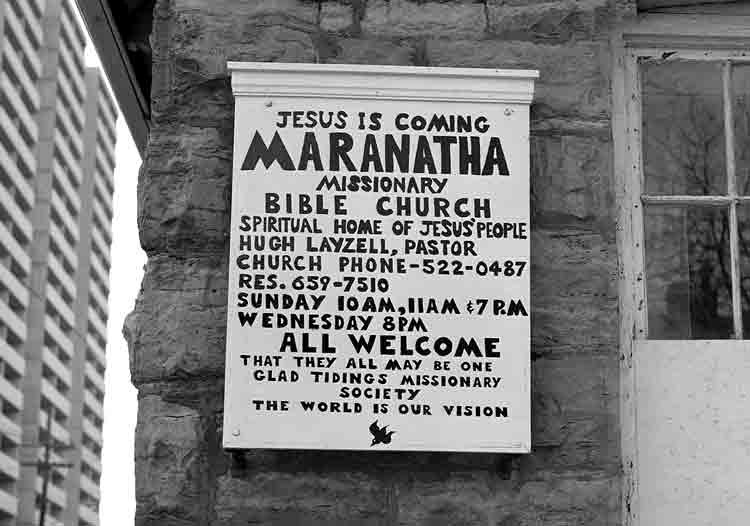 JESUS IS COMING
MARANATHA
MISSIONARY
BIBLE CHURCH
SPIRITUAL HOME OF JESUS' PEOPLE
HUGH LAYZELL, PASTOR
CHURCH PHONE-522-0487
RES. 659-7510
SUNDAY 10AM, 11AM & 7 P.M
WEDNESDAY 8PM
ALL WELCOME
THAT THEY ALL MAY BE ONE
GLAD TIDINGS MISSIONARY
SOCIETY
THE WORLD IS OUR VISION